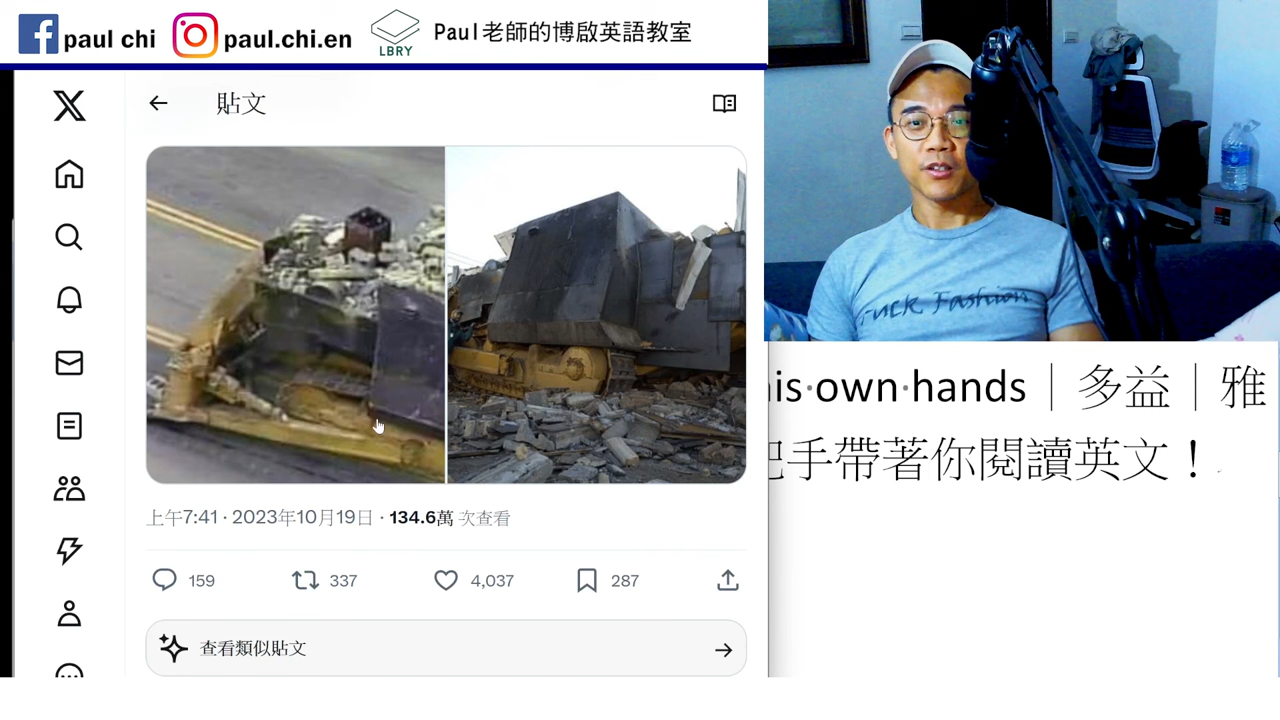 paul chi
paul.chi.en
LBRY
Paul老師的博啟英語教室
貼文
上午7:41 · 2023年10月19日 · 134.6萬 次查看
159
337
4,037
287
查看類似貼文
Fuck Fashion
his·own·hands｜多益｜雅
把手帶著你閱讀英文！